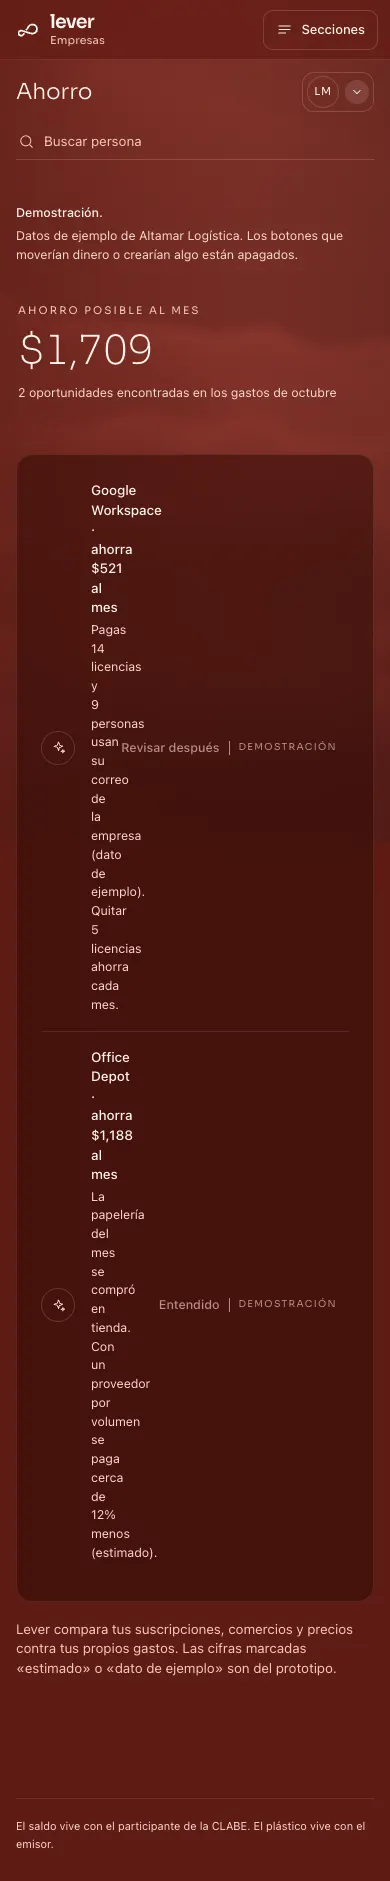 lever
Empresas
Secciones
Ahorro
LM
Buscar persona
Demostración.
Datos de ejemplo de Altamar Logística. Los botones que
moverían dinero o crearían algo están apagados.
AHORRO POSIBLE AL MES
$1,709
2 oportunidades encontradas en los gastos de octubre
Google
Workspace
·
ahorra
$521
al
mes
Pagas
14
licencias
y
9
personas
usan
su
correo
de
la
empresa
(dato
de
ejemplo).
Quitar
5
licencias
ahorra
cada
mes.
Revisar después
DEMOSTRACIÓN
Office
Depot
·
ahorra
$1,188
al
mes
La
papelería
del
mes
se
compró
en
tienda.
Con
un
proveedor
por
volumen
se
paga
cerca
de
12%
menos
(estimado).
Entendido
DEMOSTRACIÓN
Lever compara tus suscripciones, comercios y precios
contra tus propios gastos. Las cifras marcadas
«estimado» o «dato de ejemplo» son del prototipo.
El saldo vive con el participante de la CLABE. El plástico vive con el
emisor.